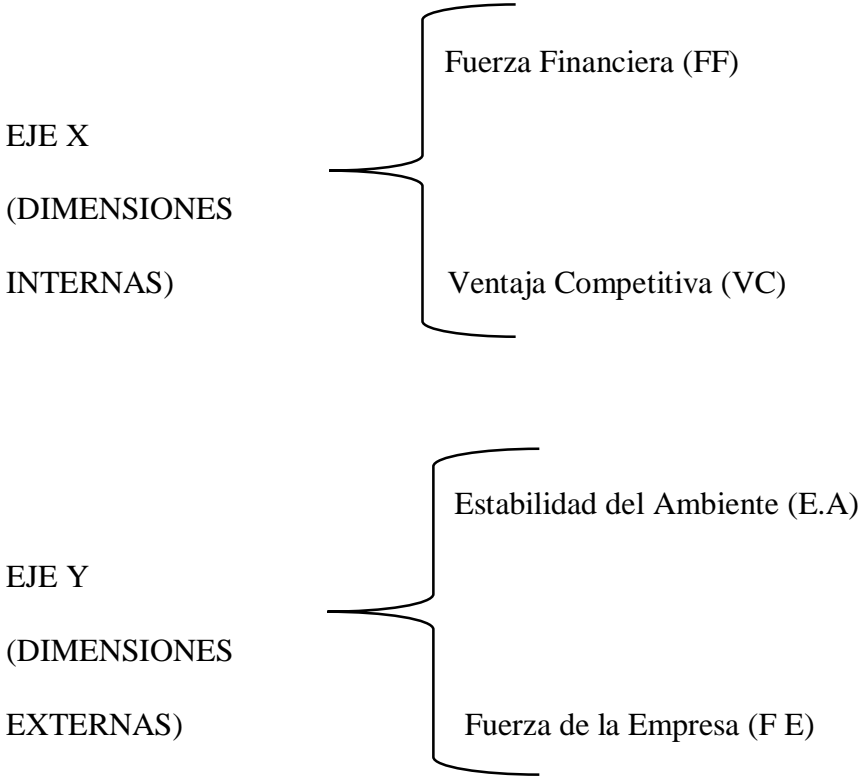 Fuerza Financiera (FF)
EJE X
(DIMENSIONES
INTERNAS)
Ventaja Competitiva (VC)
Estabilidad del Ambiente (E.A)
EJE Y
(DIMENSIONES
EXTERNAS)
Fuerza de la Empresa (F E)